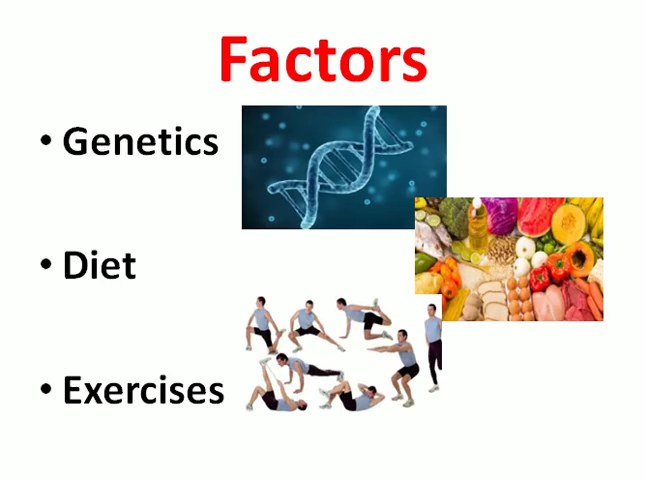 Factors
• Genetics
• Diet
• Exercises